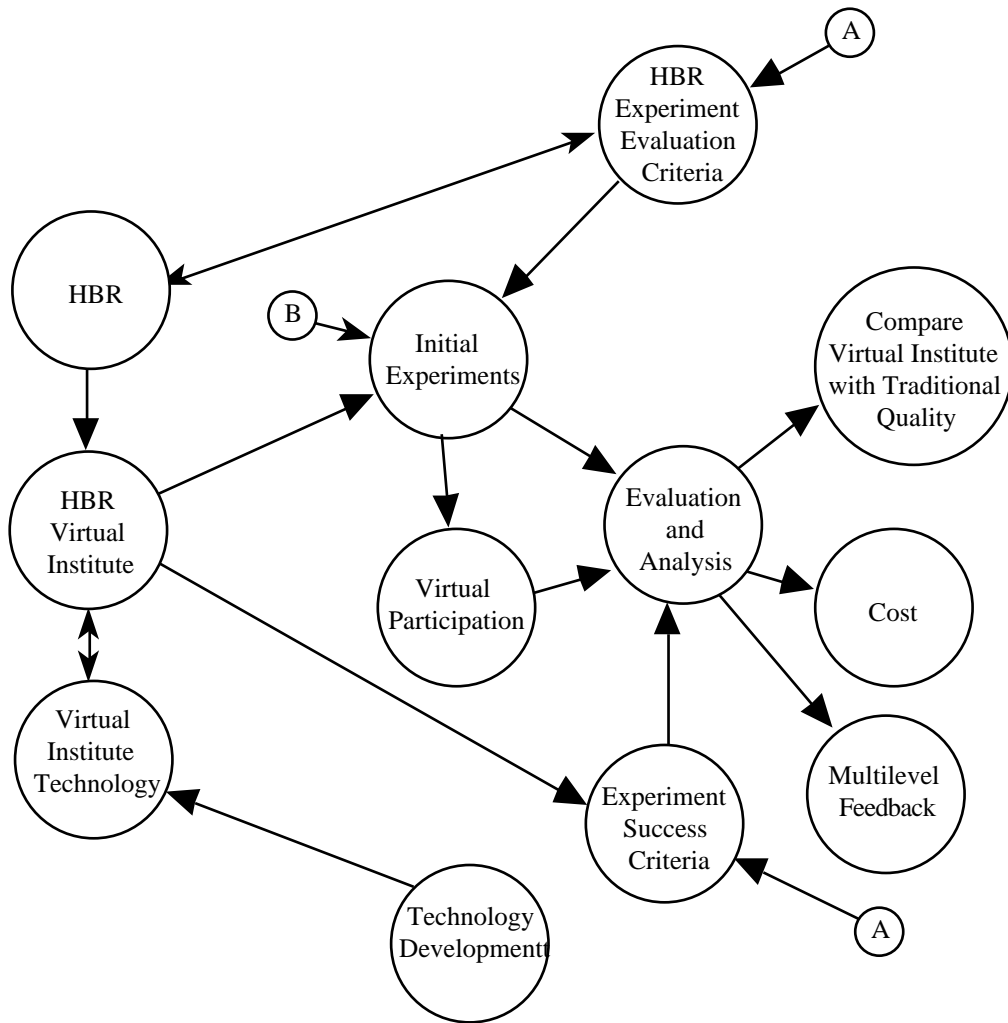 A
HBR
Experiment
Evaluation
Criteria
HBR
B
Initial
Experiments
Compare
Virtual Institute
with Traditional
Quality
HBR
Virtual
Institute
Evaluation
and
Analysis
Virtual
Participation
Cost
Virtual
Institute
Technology
Experiment
Success
Criteria
Multilevel
Feedback
Technology
Developmentt
A